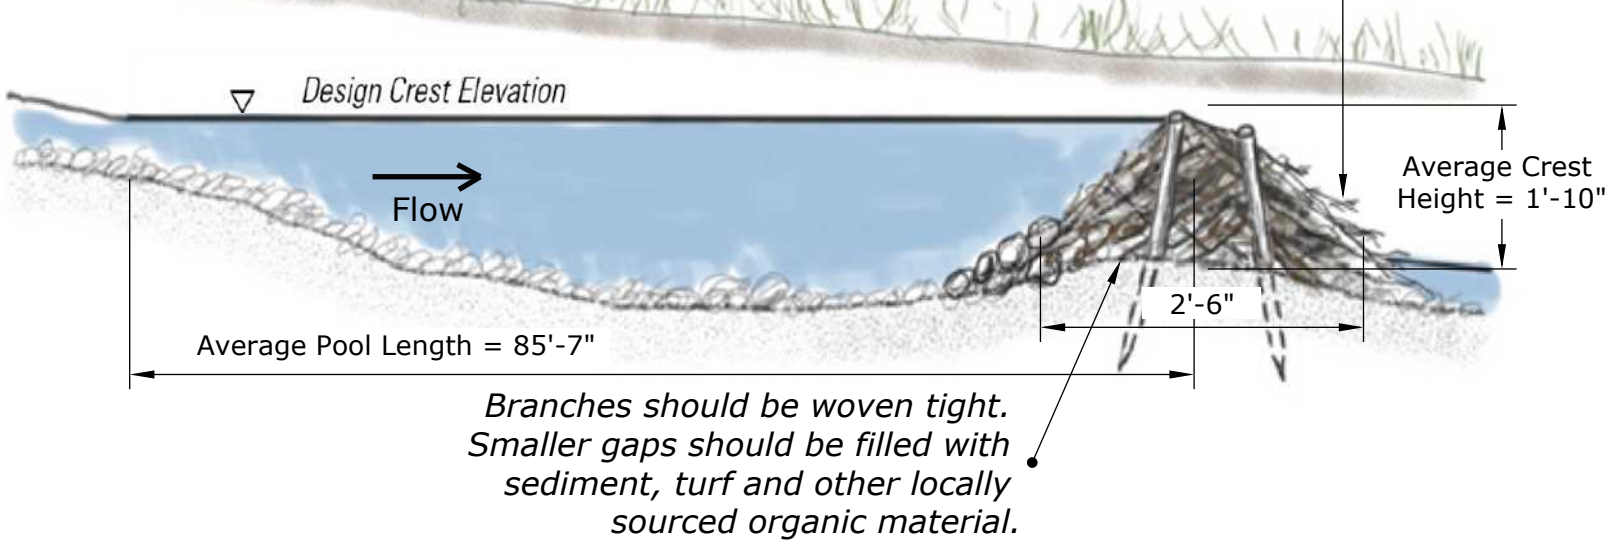 Design Crest Elevation
Flow
Average Crest
Height = 1'-10"
2'-6"
Average Pool Length = 85'-7"
Branches should be woven tight.
Smaller gaps should be filled with
sediment, turf and other locally
sourced organic material.